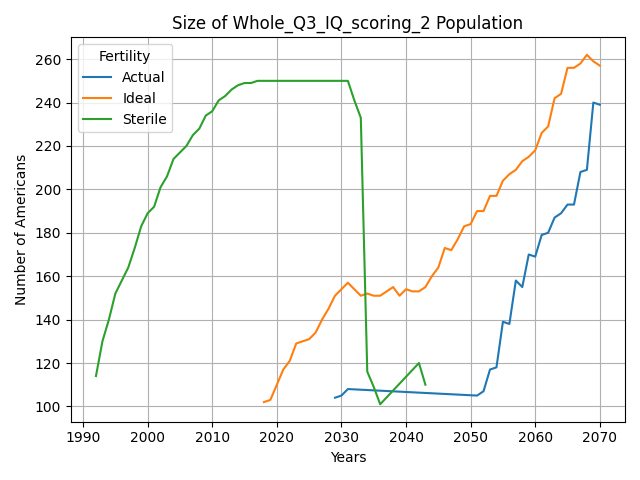 Size of Whole_Q3_IQ_scoring_2 Population
Fertility
Actual
Ideal
Sterile
Number of Americans
260
240
220
200
180
160
140
120
100
1990 2000 2010 2020 2030 2040 2050 2060 2070
Years